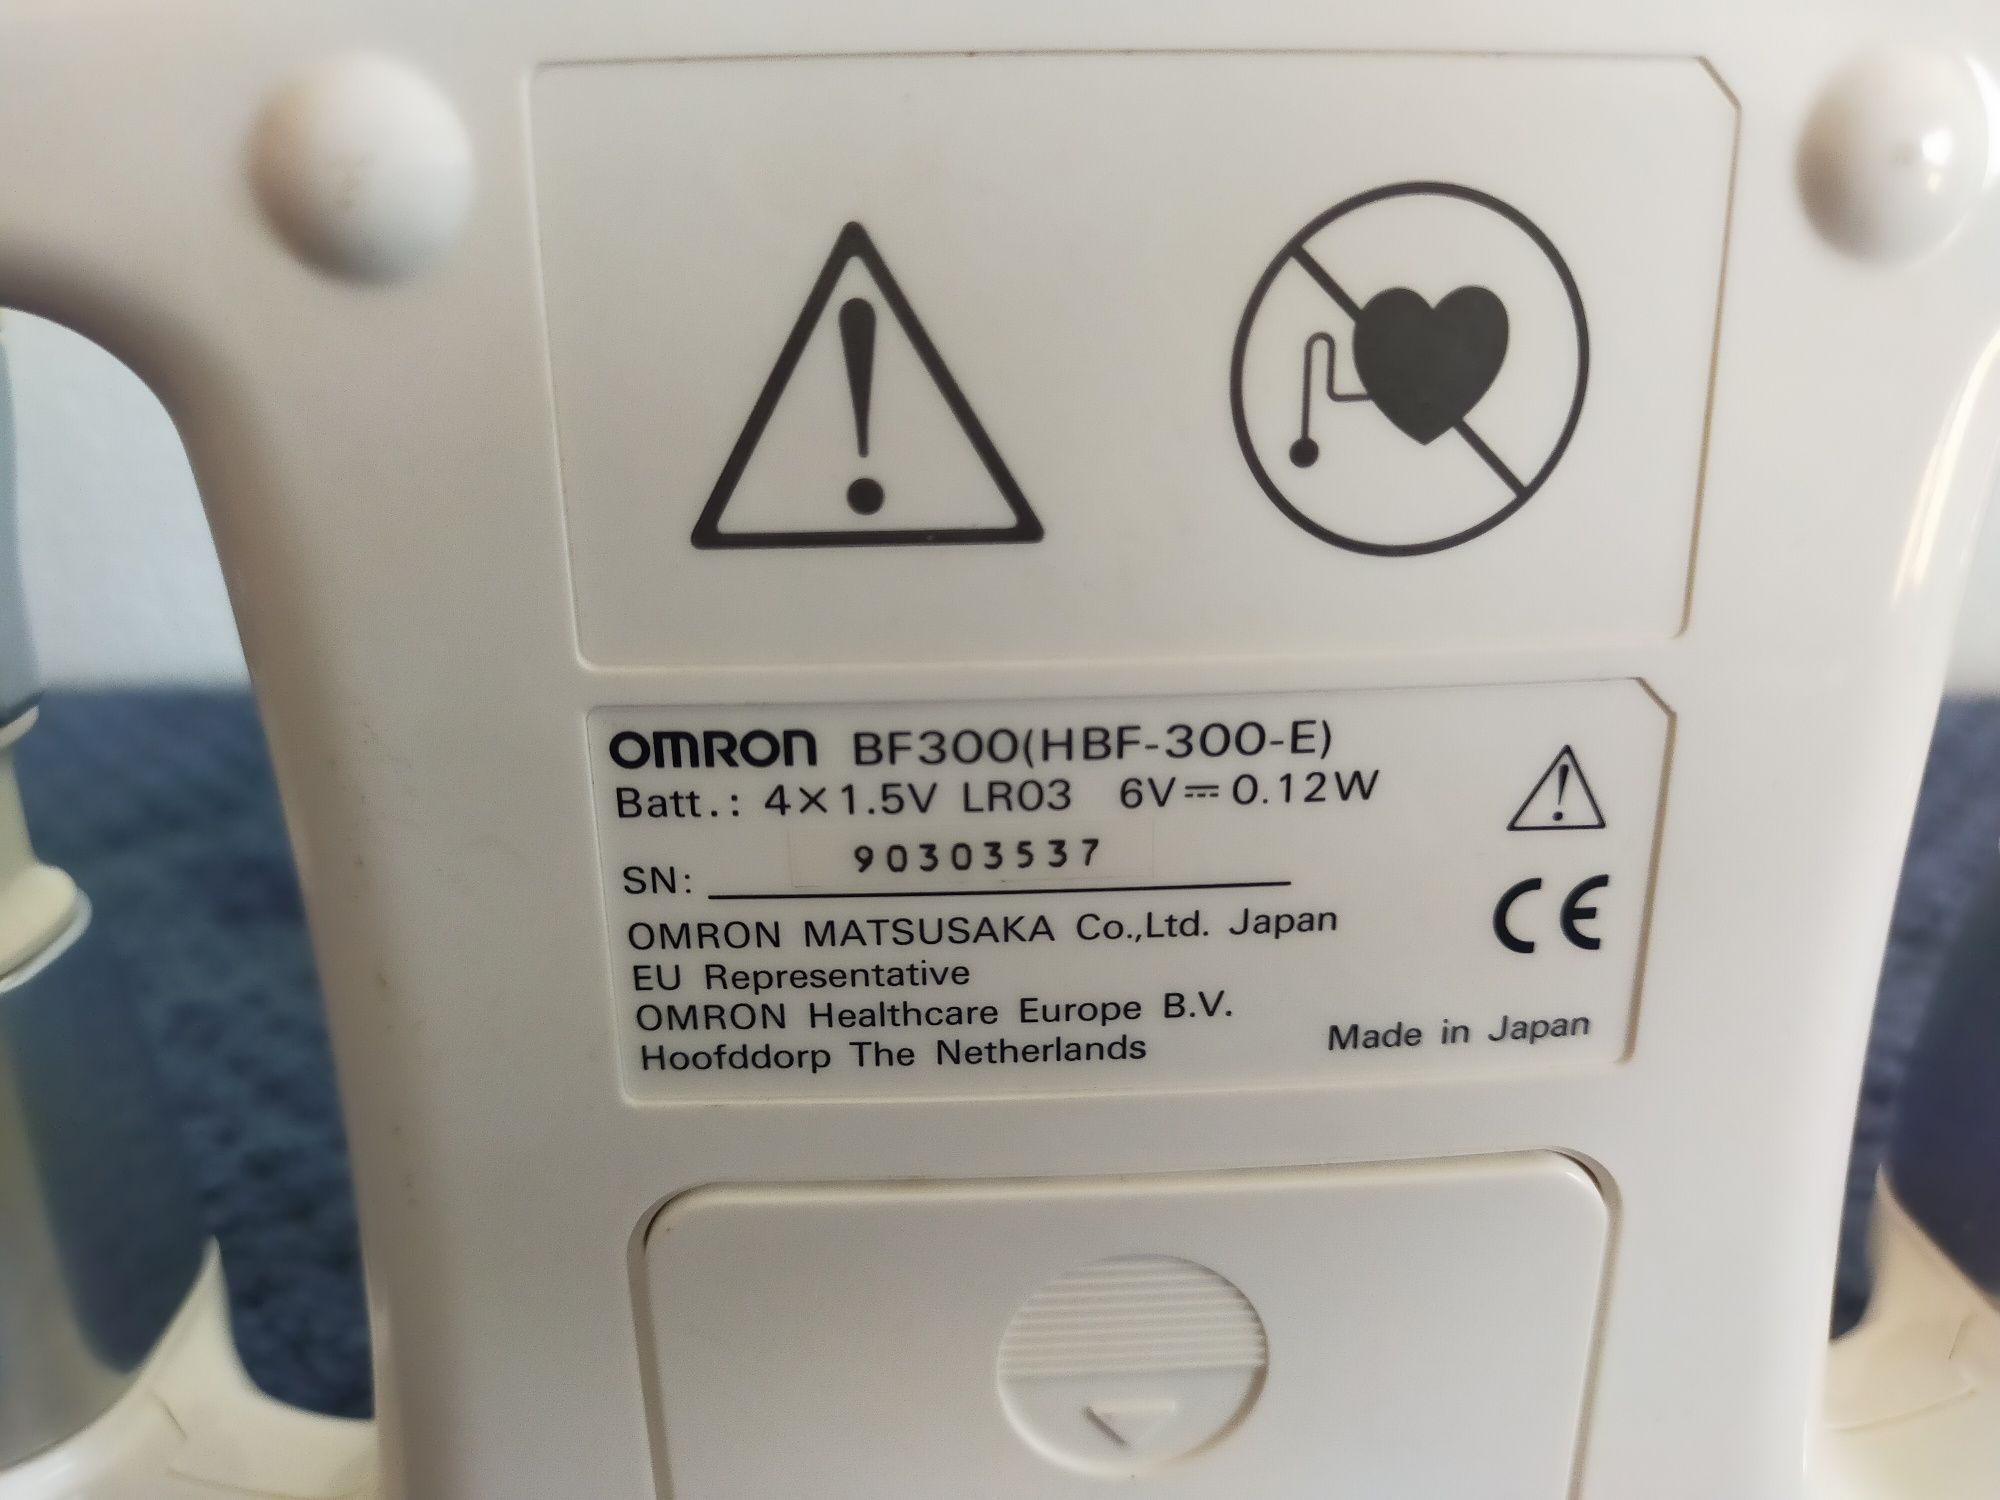 OMRON BF300(HBF-300-E)
Batt.: 4×1.5V LR03 6V⎓0.12W
SN: 90303537
OMRON MATSUSAKA Co.,Ltd. Japan
EU Representative
OMRON Healthcare Europe B.V.
Hoofddorp The Netherlands
CE
Made in Japan